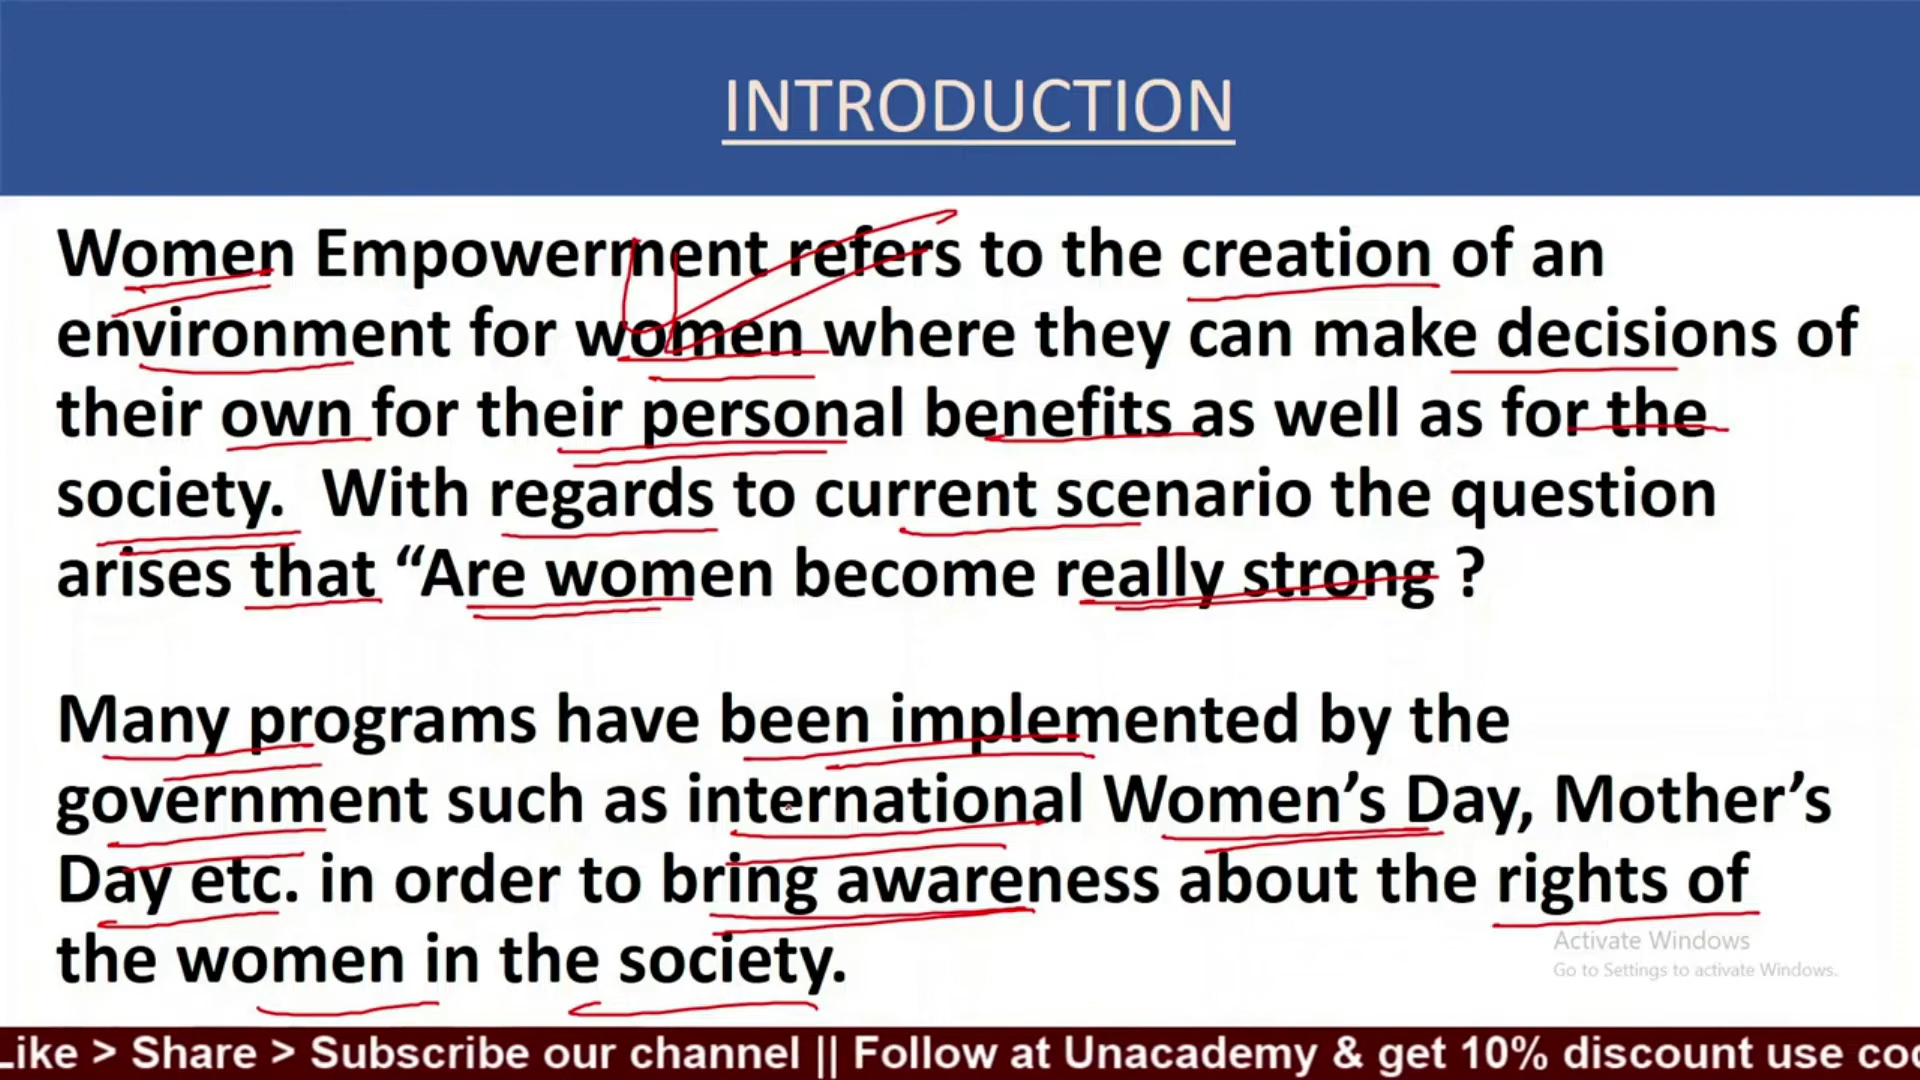 INTRODUCTION
Women Empowerment refers to the creation of an
environment for women where they can make decisions of
their own for their personal benefits as well as for the
society.  With regards to current scenario the question
arises that “Are women become really strong ?
Many programs have been implemented by the
government such as international Women’s Day, Mother’s
Day etc. in order to bring awareness about the rights of
the women in the society.
Activate Windows
Go to Settings to activate Windows.
Like > Share > Subscribe our channel || Follow at Unacademy & get 10% discount use